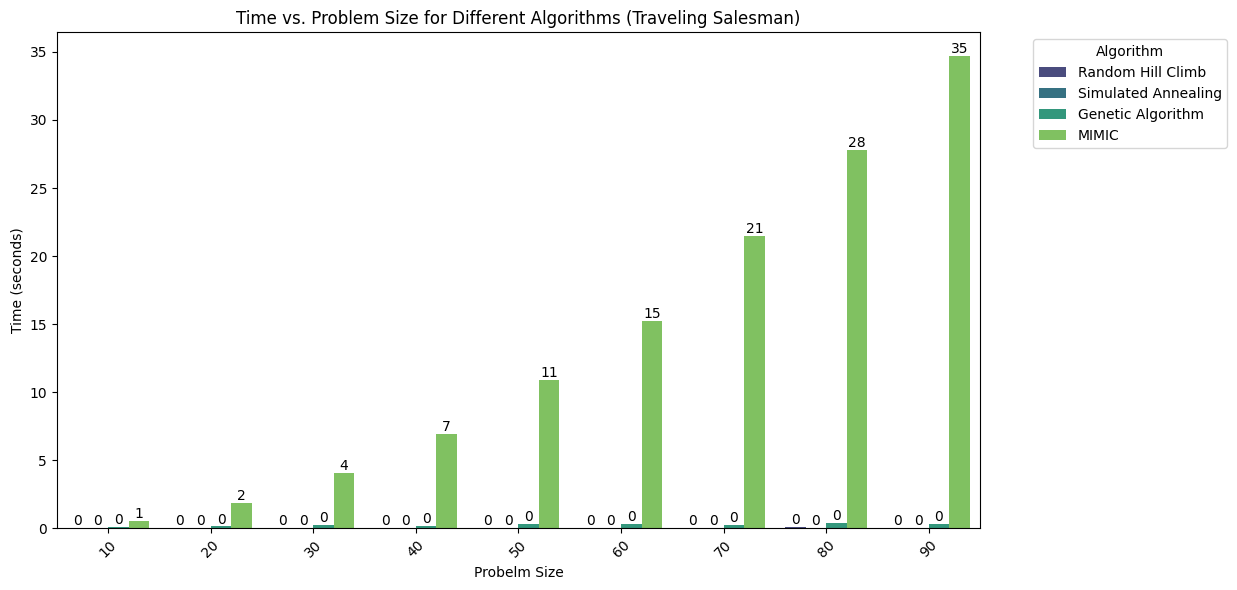 Time vs. Problem Size for Different Algorithms (Traveling Salesman)
Algorithm
Random Hill Climb
Simulated Annealing
Genetic Algorithm
MIMIC
Time (seconds)
35
30
25
20
15
10
5
0
0 0 0 1
0 0 0 2
0 0 0 4
0 0 0 7
0 0 0 11
0 0 0 15
0 0 0 21
0 0 0 28
0 0 0 35
10 20 30 40 50 60 70 80 90
Probelm Size